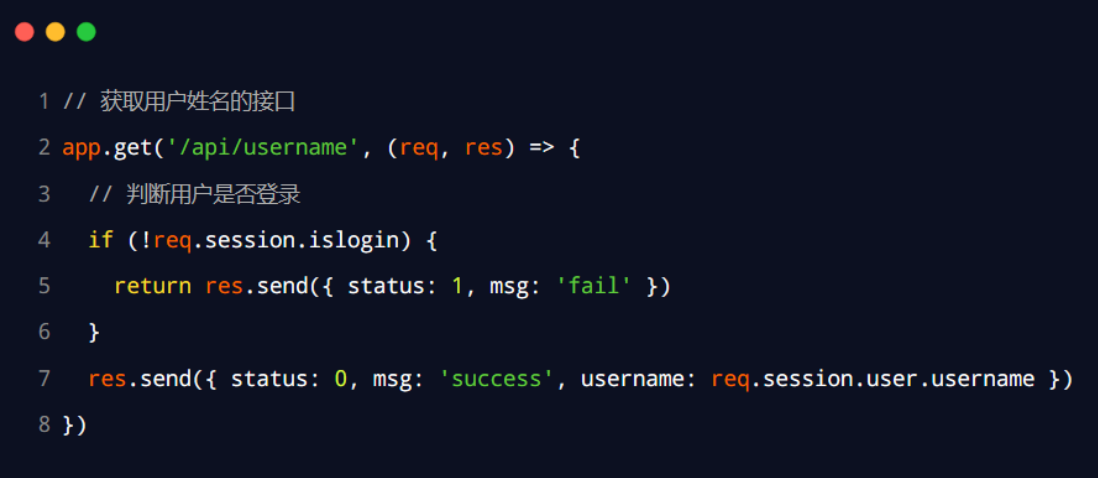 1 // 获取用户姓名的接口
2 app.get('/api/username', (req, res) => {
3   // 判断用户是否登录
4   if (!req.session.islogin) {
5     return res.send({ status: 1, msg: 'fail' })
6   }
7   res.send({ status: 0, msg: 'success', username: req.session.user.username })
8 })